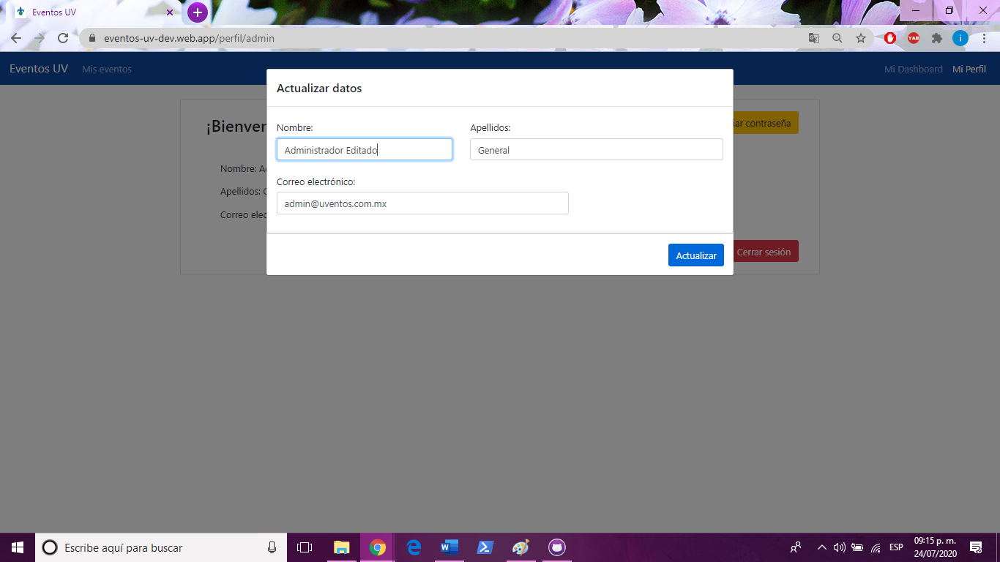 Eventos UV
eventos-uv-dev.web.app/perfil/admin
YAB
i
Eventos UV Mis eventos Mi Dashboard Mi Perfil
Actualizar datos
¡Bienven
iar contraseña
Nombre: Apellidos:
Administrador Editado General
Nombre: A
Correo electrónico:
Apellidos: G
admin@uventos.com.mx
Correo elec
Actualizar
Cerrar sesión
Escribe aquí para buscar
ESP
09:15 p. m.
24/07/2020